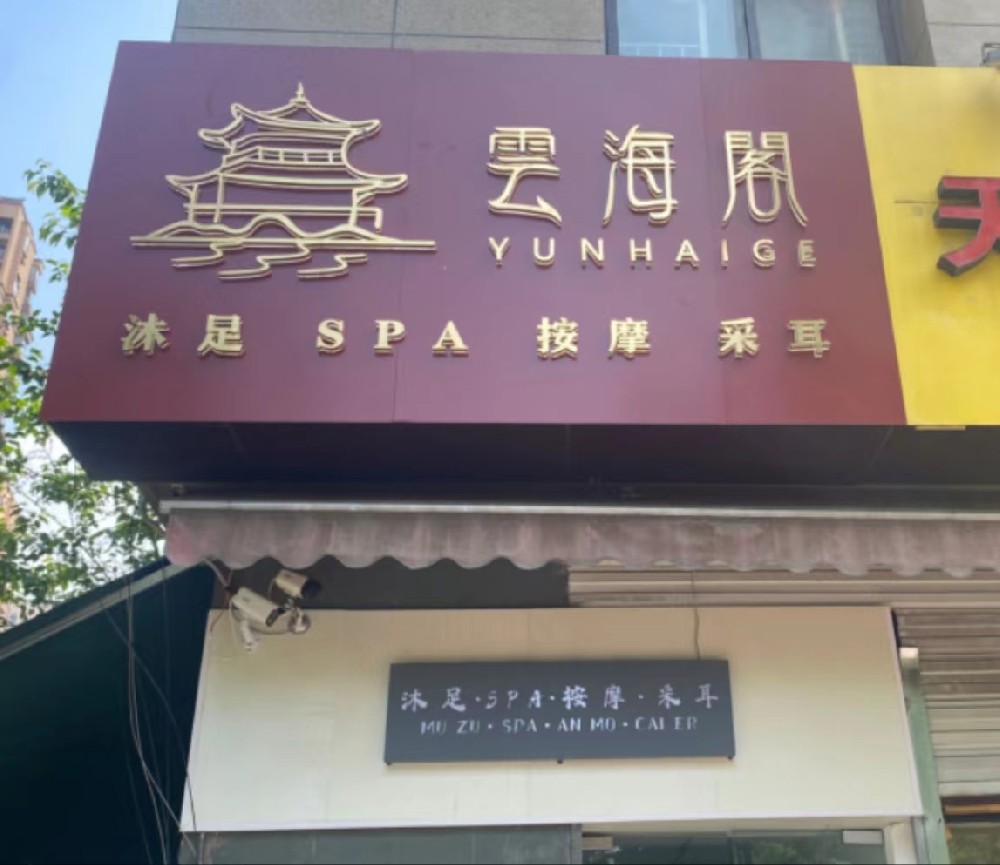 雲海閣
YUNHAIGE
沐足 SPA 按摩 采耳
天
沐足·SPA·按摩·采耳
MU ZU·SPA·AN MO·CAI ER